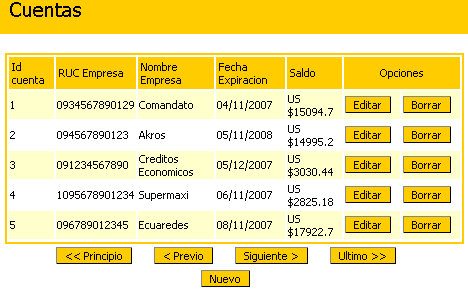 Cuentas
Id cuenta RUC Empresa Nombre Empresa Fecha Expiracion Saldo Opciones
1 0934567890129 Comandato 04/11/2007 US $15094.7 Editar Borrar
2 094567890123 Akros 05/11/2008 US $14995.2 Editar Borrar
3 091234567890 Creditos Economicos 05/12/2007 US $3030.44 Editar Borrar
4 1095678901234 Supermaxi 06/11/2007 US $2825.18 Editar Borrar
5 096789012345 Ecuaredes 08/11/2007 US $17922.7 Editar Borrar
<< Principio < Previo Siguiente > Ultimo >>
Nuevo